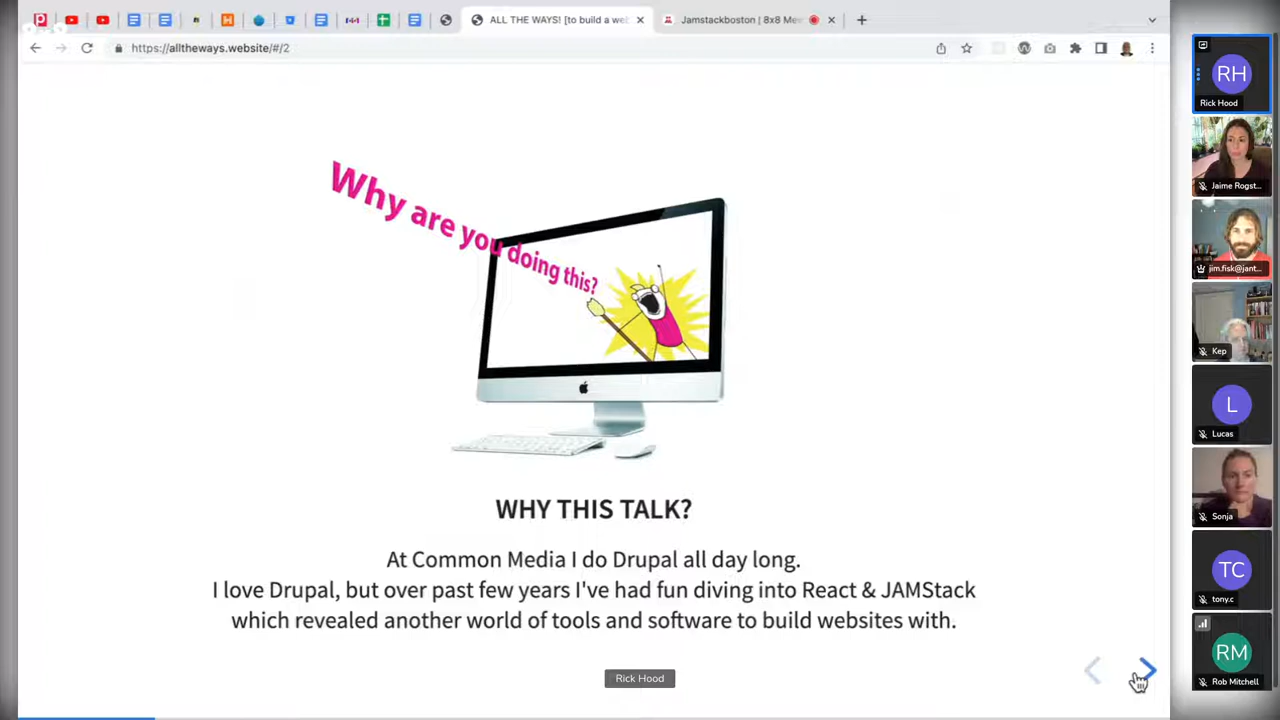 ALL THE WAYS! [to build a web
Jamstackboston | 8x8 Mee
https://alltheways.website/#/2
Why are you doing this?
WHY THIS TALK?
At Common Media I do Drupal all day long.
I love Drupal, but over past few years I've had fun diving into React & JAMStack
which revealed another world of tools and software to build websites with.
Rick Hood
RH
Rick Hood
Jaime Rogst...
jim.fisk@jant...
Kep
L
Lucas
Sonja
TC
tony.c
RM
Rob Mitchell